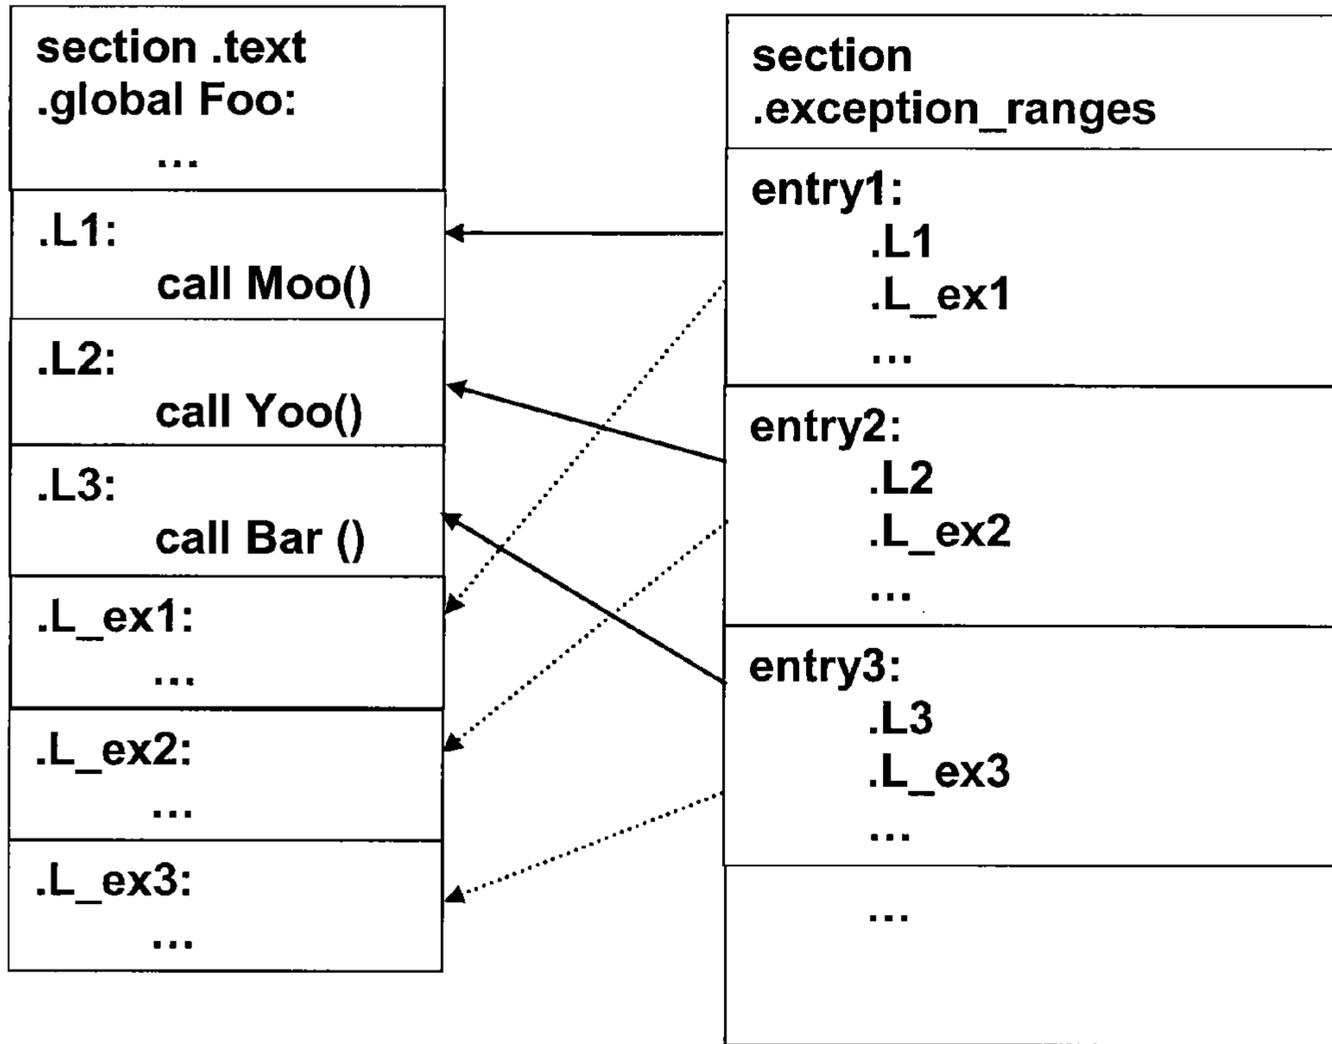 section .text
.global Foo:
...
.L1:
call Moo()
.L2:
call Yoo()
.L3:
call Bar ()
.L_ex1:
...
.L_ex2:
...
.L_ex3:
...
section
.exception_ranges
entry1:
.L1
.L_ex1
...
entry2:
.L2
.L_ex2
...
entry3:
.L3
.L_ex3
...
...